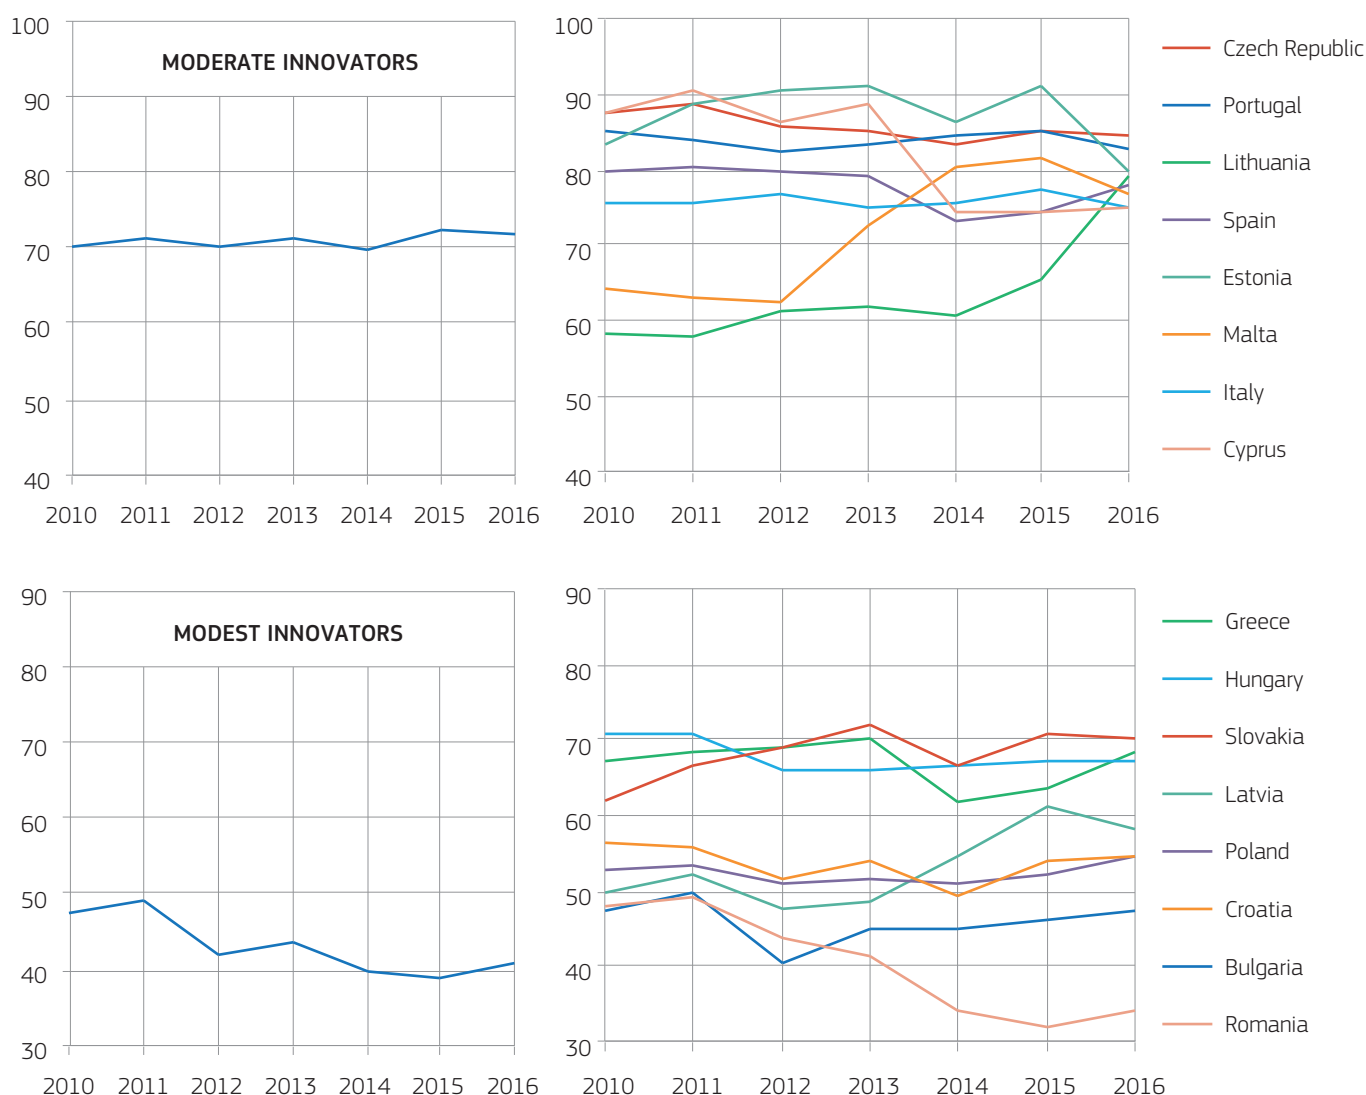 100
90
80
70
60
50
40
MODERATE INNOVATORS
2010 2011 2012 2013 2014 2015 2016
100
90
80
70
60
50
40
2010 2011 2012 2013 2014 2015 2016
Czech Republic
Portugal
Lithuania
Spain
Estonia
Malta
Italy
Cyprus
90
80
70
60
50
40
30
MODEST INNOVATORS
2010 2011 2012 2013 2014 2015 2016
90
80
70
60
50
40
30
2010 2011 2012 2013 2014 2015 2016
Greece
Hungary
Slovakia
Latvia
Poland
Croatia
Bulgaria
Romania